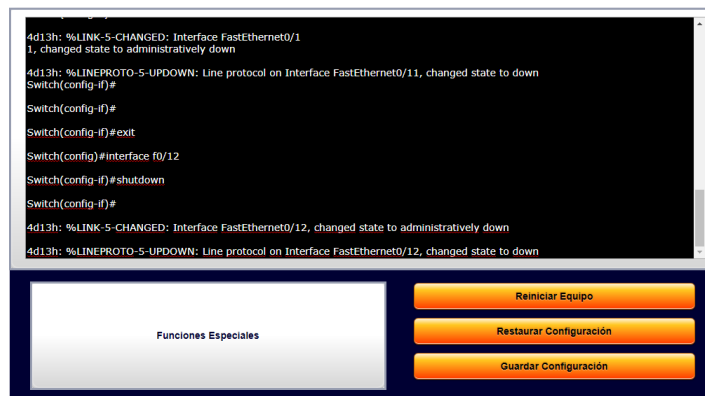 4d13h: %LINK-5-CHANGED: Interface FastEthernet0/1
1, changed state to administratively down
4d13h: %LINEPROTO-5-UPDOWN: Line protocol on Interface FastEthernet0/11, changed state to down
Switch(config-if)#
Switch(config-if)#
Switch(config-if)#exit
Switch(config)#interface f0/12
Switch(config-if)#shutdown
Switch(config-if)#
4d13h: %LINK-5-CHANGED: Interface FastEthernet0/12, changed state to administratively down
4d13h: %LINEPROTO-5-UPDOWN: Line protocol on Interface FastEthernet0/12, changed state to down
Funciones Especiales
Reiniciar Equipo
Restaurar Configuración
Guardar Configuración